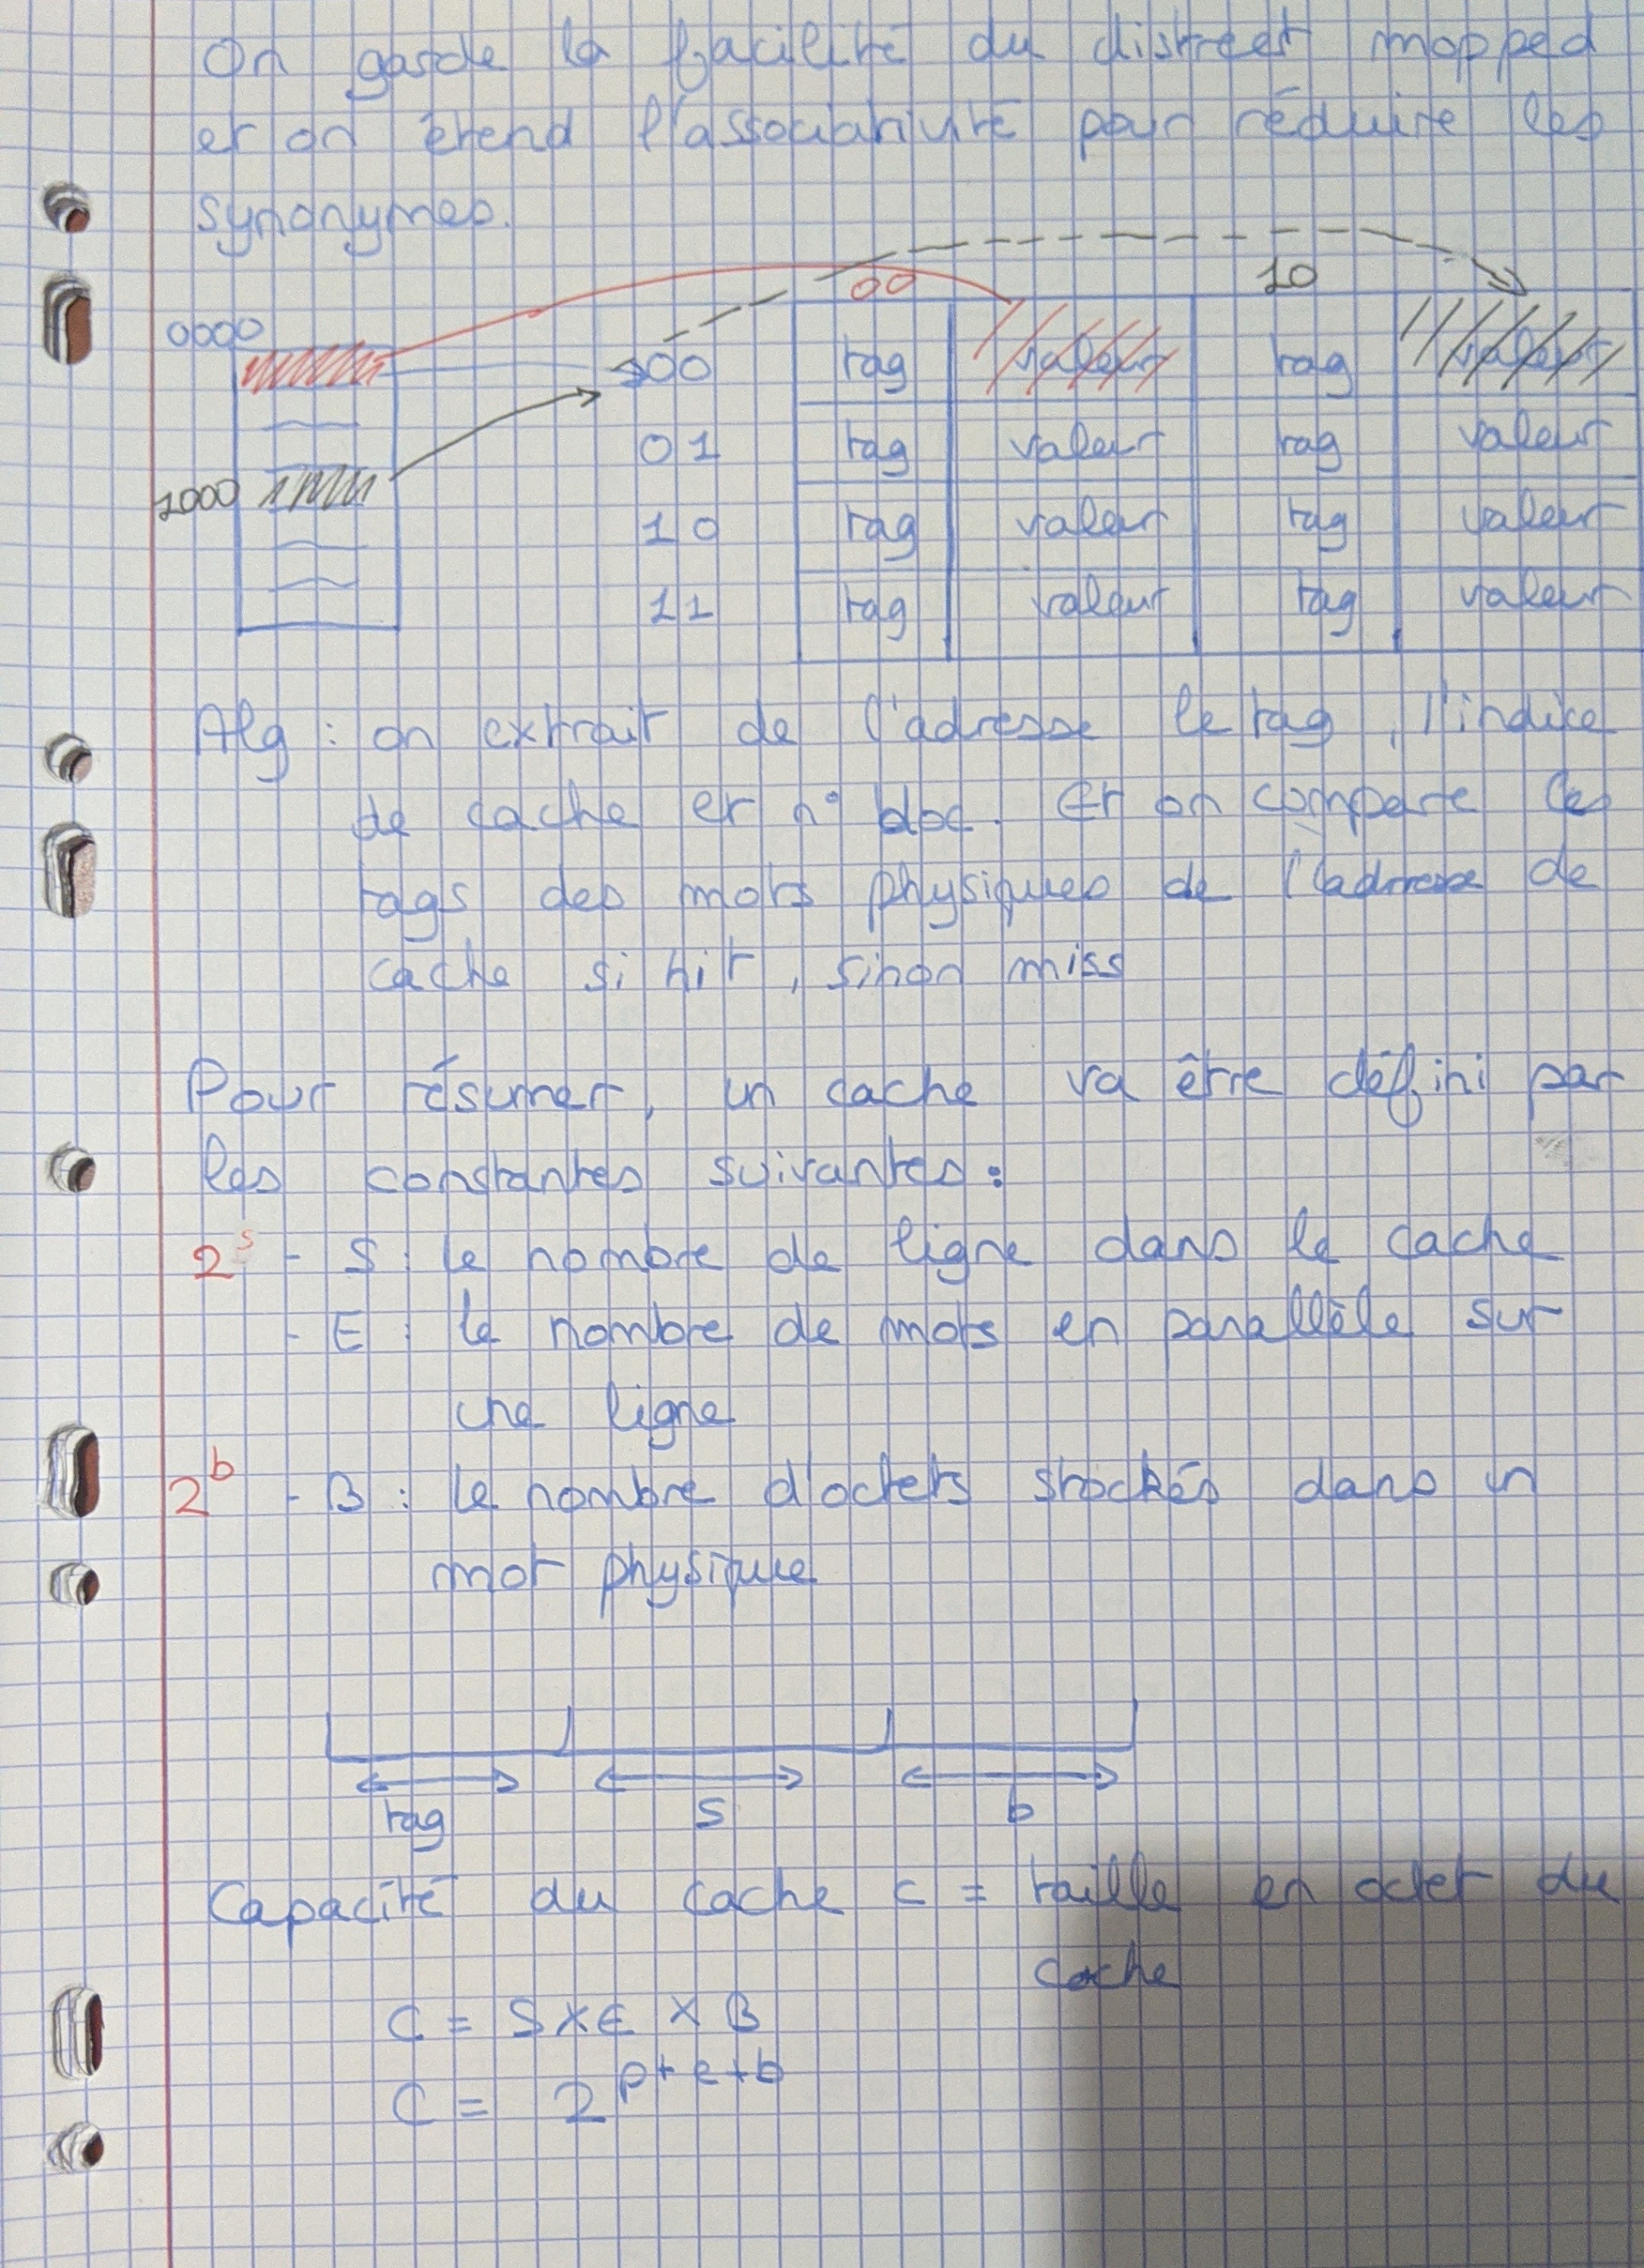 On garde la facilité du distrect mapped
et on étend l'associativité pour réduire les
synonymes.
00 10
0000
00 tag valeur tag valeur
01 tag valeur tag valeur
1000
10 tag valeur tag valeur
11 tag valeur tag valeur
Alg : on extrait de l'adresse le tag, l'indice
de cache et n° bloc. Et on compare les
tags des mots physiques de l'adresse de
cache si hit, sinon miss
Pour résumer, un cache va être défini par
les constantes suivantes :
2^s - S : le nombre de ligne dans le cache
- E : le nombre de mots en parallèle sur
une ligne
2^b - B : le nombre d'octets stockés dans un
mot physique
tag s b
Capacité du cache C = taille en octet du
cache
C = S x E x B
C = 2^p+e+b